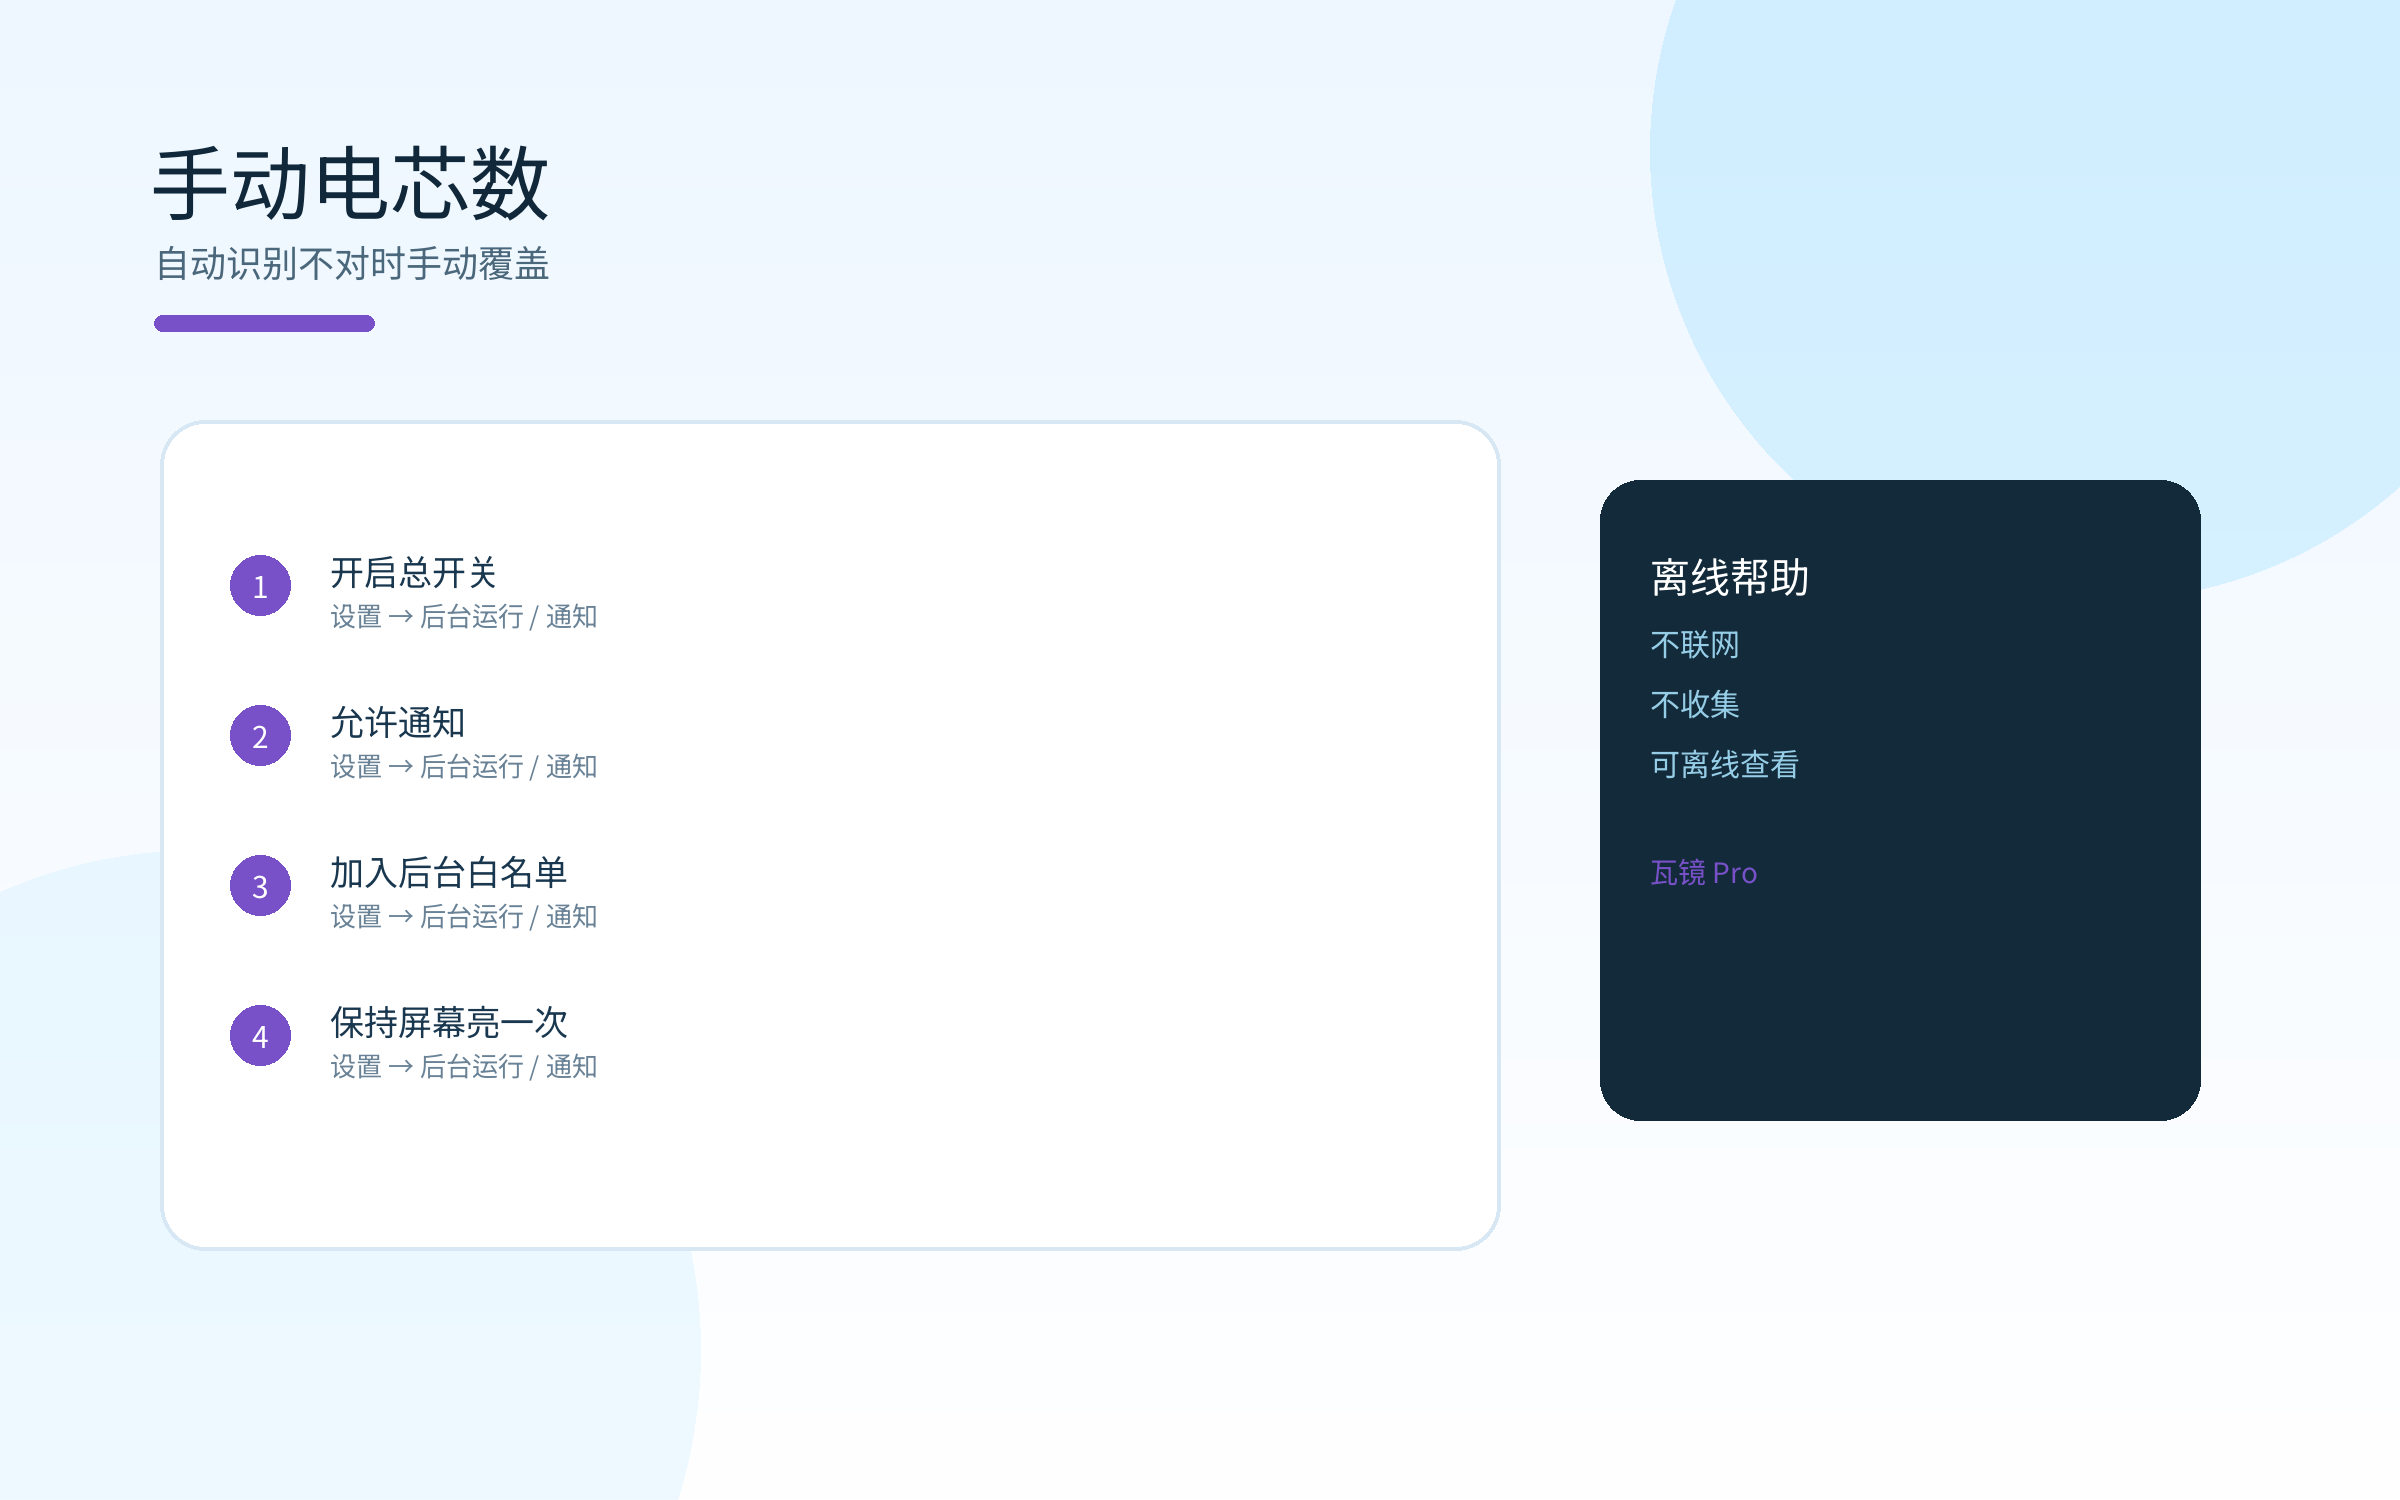 手动电芯数
自动识别不对时手动覆盖
1 开启总开关
设置 → 后台运行 / 通知
2 允许通知
设置 → 后台运行 / 通知
3 加入后台白名单
设置 → 后台运行 / 通知
4 保持屏幕亮一次
设置 → 后台运行 / 通知
离线帮助
不联网
不收集
可离线查看
瓦镜 Pro